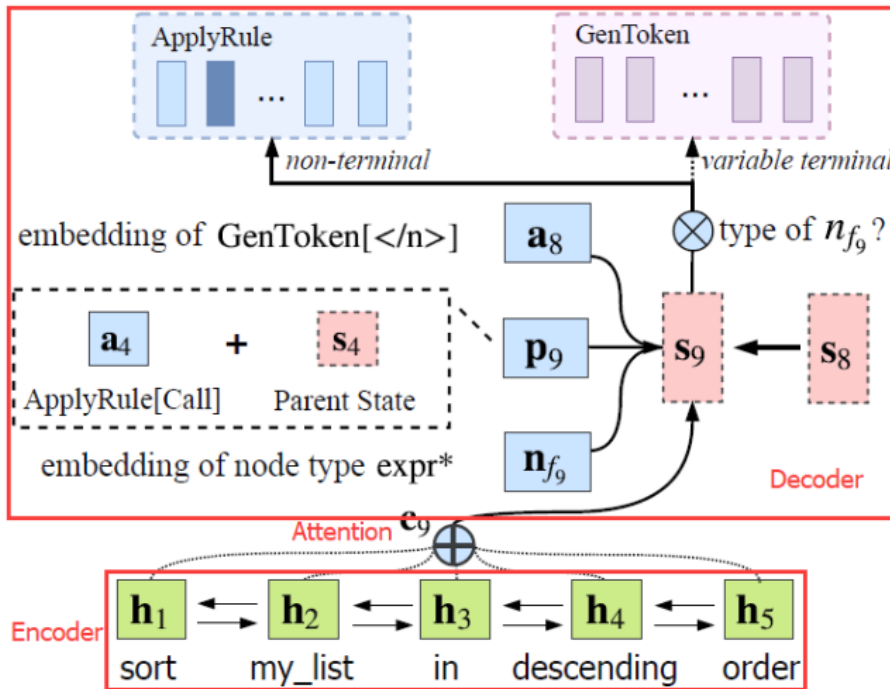 ApplyRule
GenToken
...
...
non-terminal
variable terminal
embedding of GenToken[</n>]
a8
type of nf9?
a4 + s4
p9
s9
s8
ApplyRule[Call] Parent State
embedding of node type expr*
nf9
Decoder
Attention c9
Encoder
h1 h2 h3 h4 h5
sort my_list in descending order